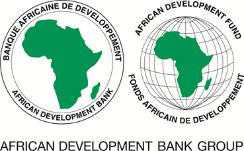 BANQUE AFRICAINE DE DEVELOPPEMENT
AFRICAN DEVELOPMENT BANK
AFRICAN DEVELOPMENT FUND
FONDS AFRICAIN DE DEVELOPPEMENT
AFRICAN DEVELOPMENT BANK GROUP